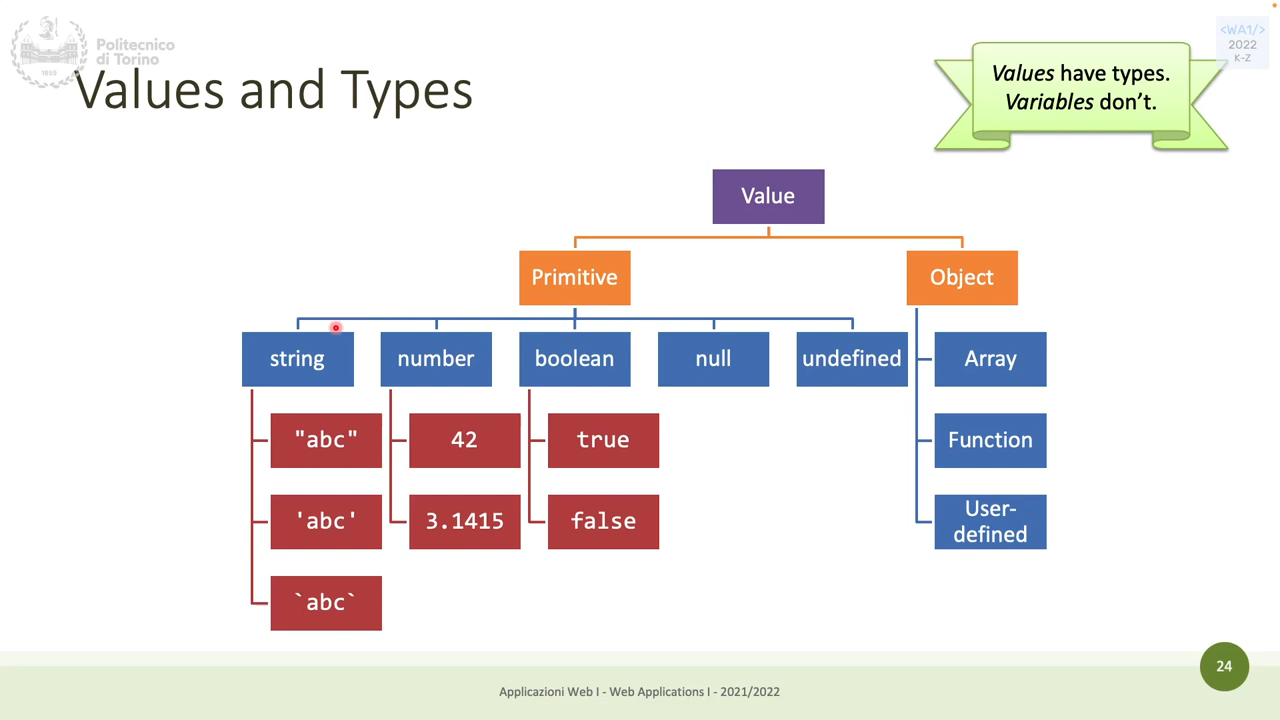 Politecnico
di Torino
1859
<WA1/>
2022
K-Z
Values and Types
Values have types.
Variables don't.
Value
Primitive
Object
string
number
boolean
null
undefined
Array
"abc"
42
true
Function
'abc'
3.1415
false
User-
defined
`abc`
24
Applicazioni Web I - Web Applications I - 2021/2022